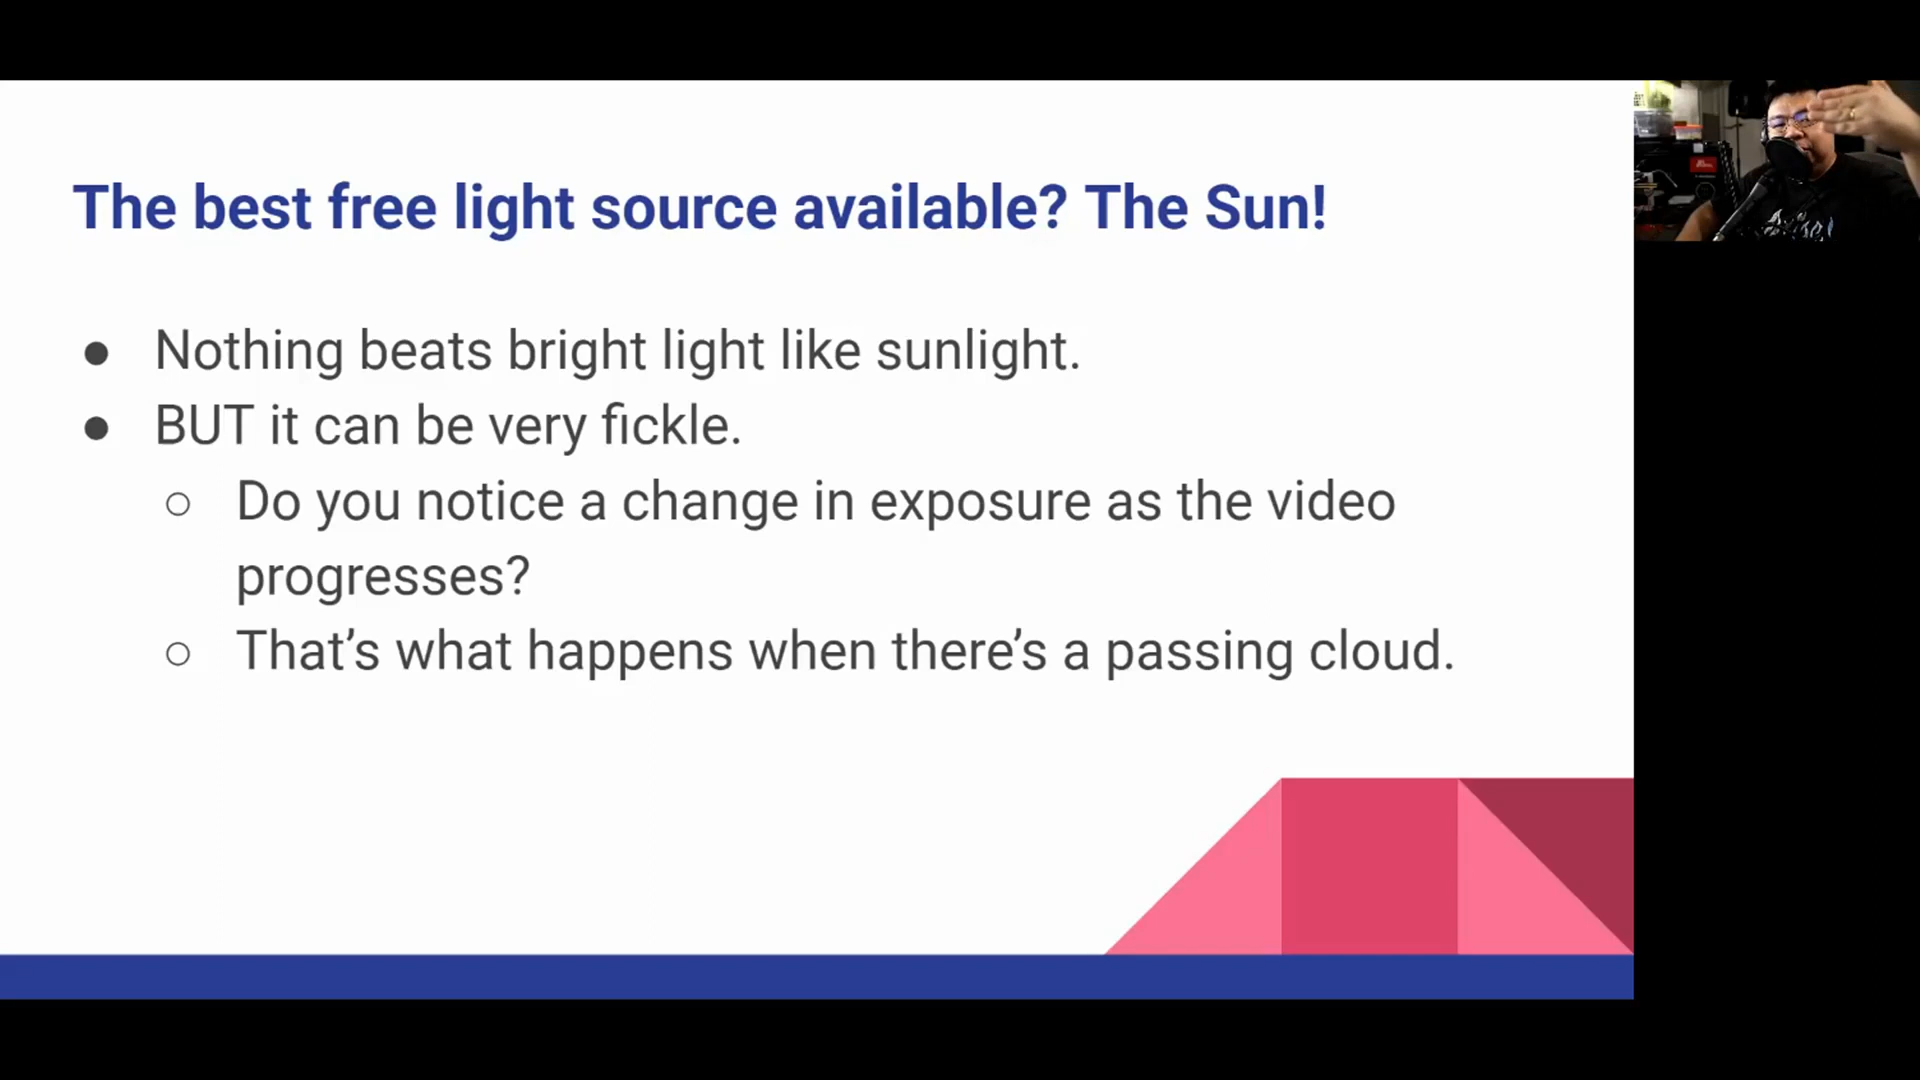 The best free light source available? The Sun!
● Nothing beats bright light like sunlight.
● BUT it can be very fickle.
○ Do you notice a change in exposure as the video
progresses?
○ That’s what happens when there’s a passing cloud.